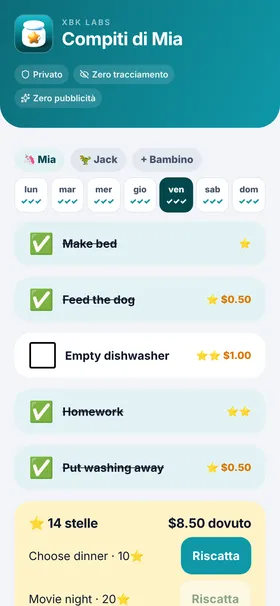 XBK LABS
Compiti di Mia
Privato
Zero tracciamento
Zero pubblicità
🦄 Mia
🦖 Jack
+ Bambino
lun mar mer gio ven sab dom
✓✓✓ ✓✓✓ ✓✓✓ ✓✓✓ ✓✓✓ ✓✓✓ ✓✓✓
✅ Make bed ⭐
✅ Feed the dog ⭐ $0.50
Empty dishwasher ⭐⭐ $1.00
✅ Homework ⭐⭐
✅ Put washing away ⭐ $0.50
⭐ 14 stelle $8.50 dovuto
Choose dinner · 10⭐ Riscatta
Movie night · 20⭐ Riscatta